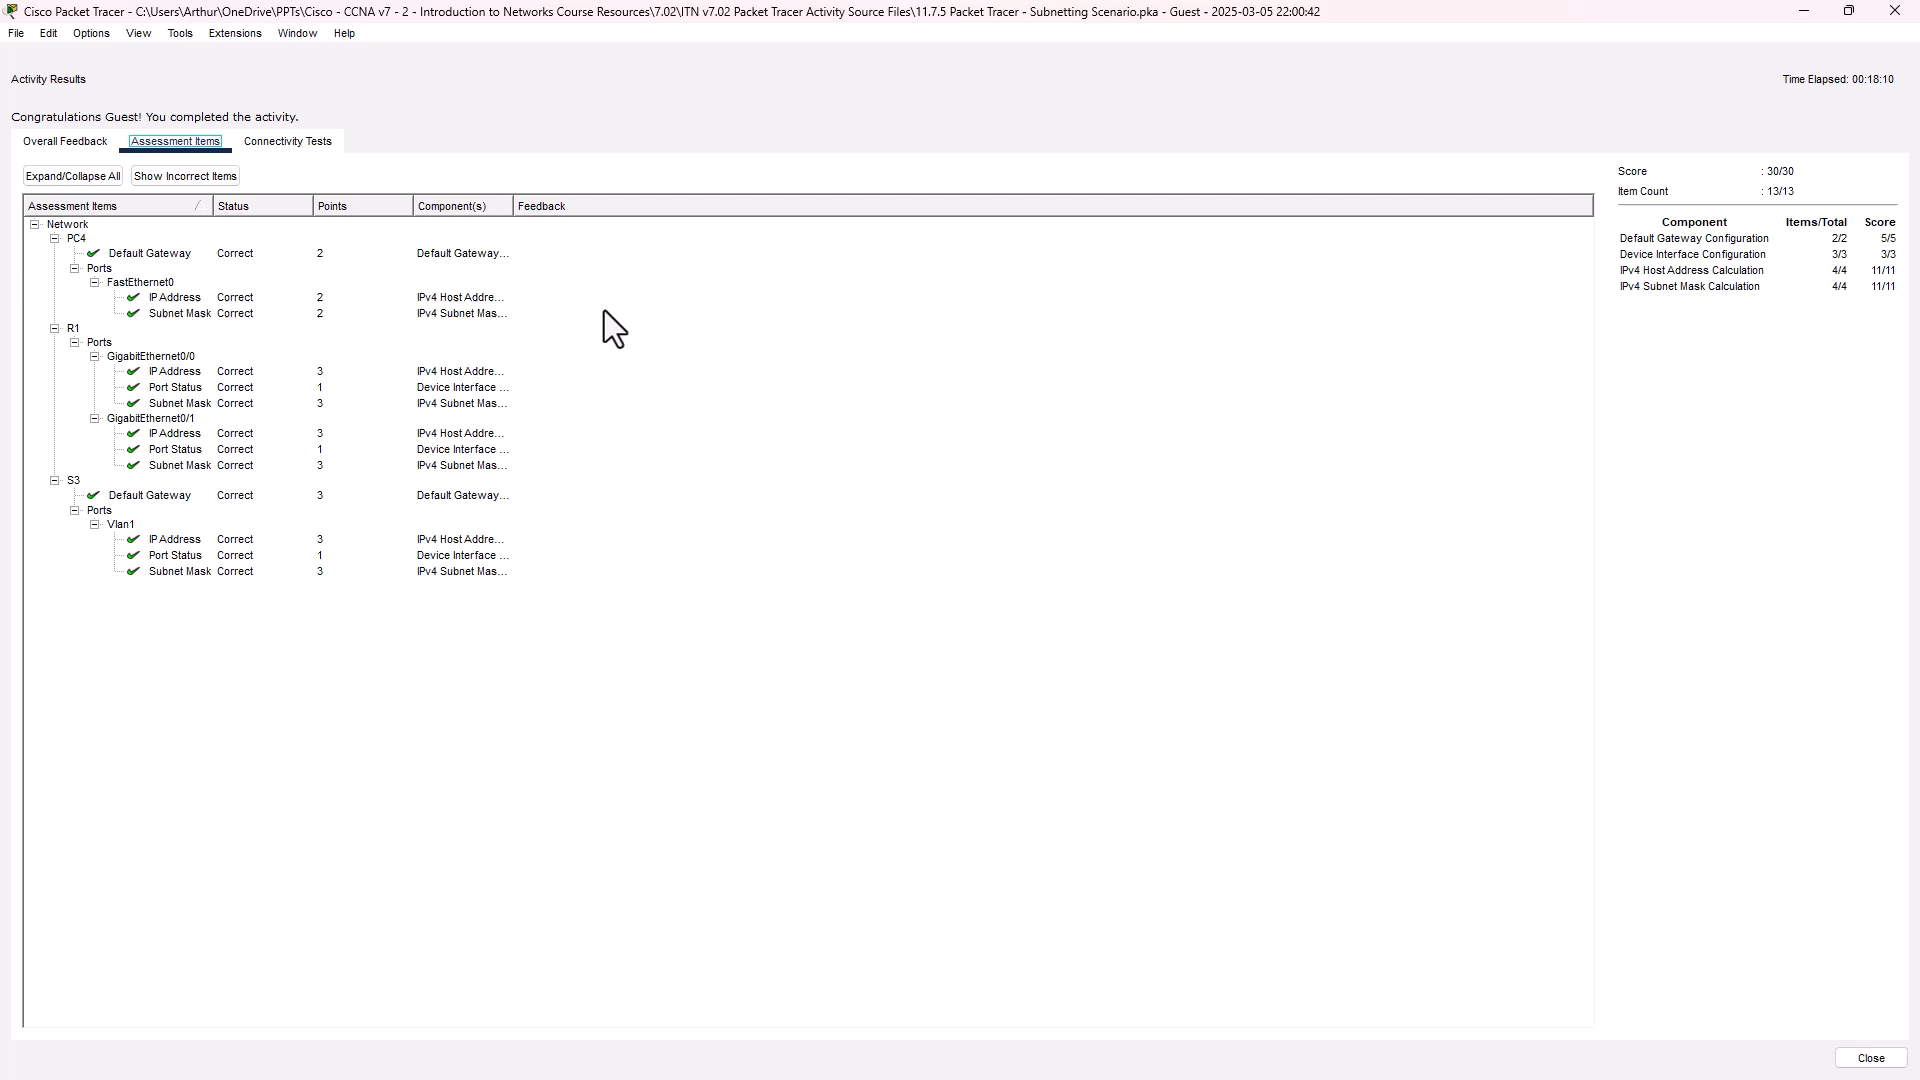 Cisco Packet Tracer - C:\Users\Arthur\OneDrive\PPTs\Cisco - CCNA v7 - 2 - Introduction to Networks Course Resources\7.02\ITN v7.02 Packet Tracer Activity Source Files\11.7.5 Packet Tracer - Subnetting Scenario.pka - Guest - 2025-03-05 22:00:42
File Edit Options View Tools Extensions Window Help
Activity Results Time Elapsed: 00:18:10
Congratulations Guest! You completed the activity.
Overall Feedback Assessment Items Connectivity Tests
Expand/Collapse All Show Incorrect Items
Assessment Items Status Points Component(s) Feedback
Network
PC4
Default Gateway Correct 2 Default Gateway...
Ports
FastEthernet0
IP Address Correct 2 IPv4 Host Addre...
Subnet Mask Correct 2 IPv4 Subnet Mas...
R1
Ports
GigabitEthernet0/0
IP Address Correct 3 IPv4 Host Addre...
Port Status Correct 1 Device Interface ...
Subnet Mask Correct 3 IPv4 Subnet Mas...
GigabitEthernet0/1
IP Address Correct 3 IPv4 Host Addre...
Port Status Correct 1 Device Interface ...
Subnet Mask Correct 3 IPv4 Subnet Mas...
S3
Default Gateway Correct 3 Default Gateway...
Ports
Vlan1
IP Address Correct 3 IPv4 Host Addre...
Port Status Correct 1 Device Interface ...
Subnet Mask Correct 3 IPv4 Subnet Mas...
Score : 30/30
Item Count : 13/13
Component Items/Total Score
Default Gateway Configuration 2/2 5/5
Device Interface Configuration 3/3 3/3
IPv4 Host Address Calculation 4/4 11/11
IPv4 Subnet Mask Calculation 4/4 11/11
Close